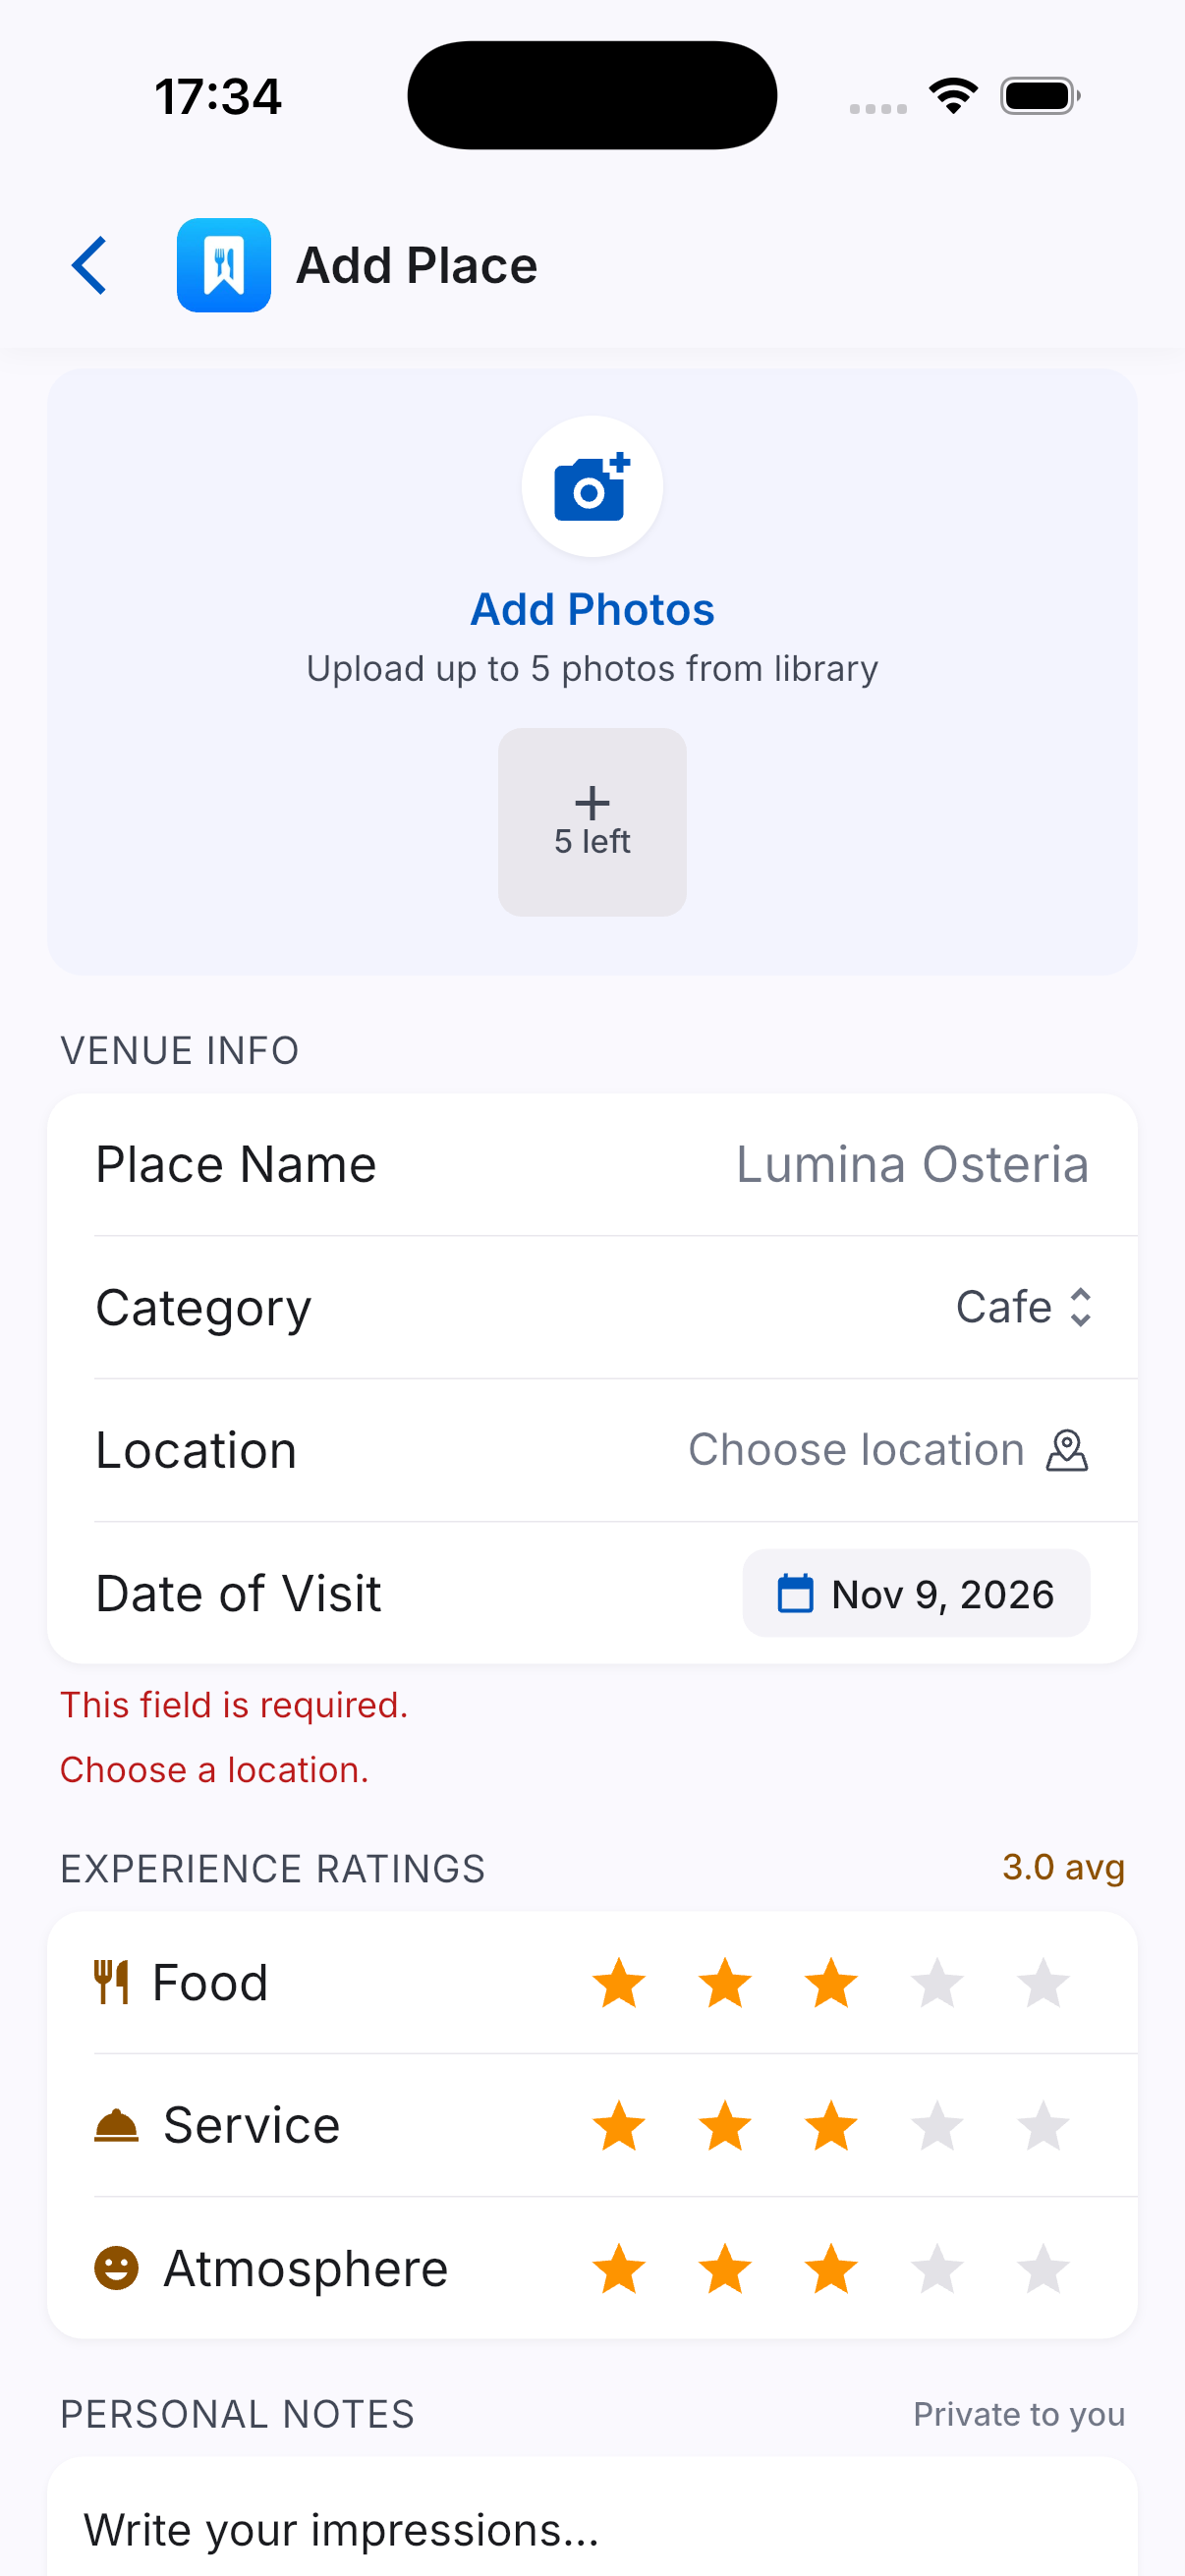 17:34
Add Place
Add Photos
Upload up to 5 photos from library
5 left
VENUE INFO
Place Name Lumina Osteria
Category Cafe
Location Choose location
Date of Visit Nov 9, 2026
This field is required.
Choose a location.
EXPERIENCE RATINGS 3.0 avg
Food
Service
Atmosphere
PERSONAL NOTES Private to you
Write your impressions...